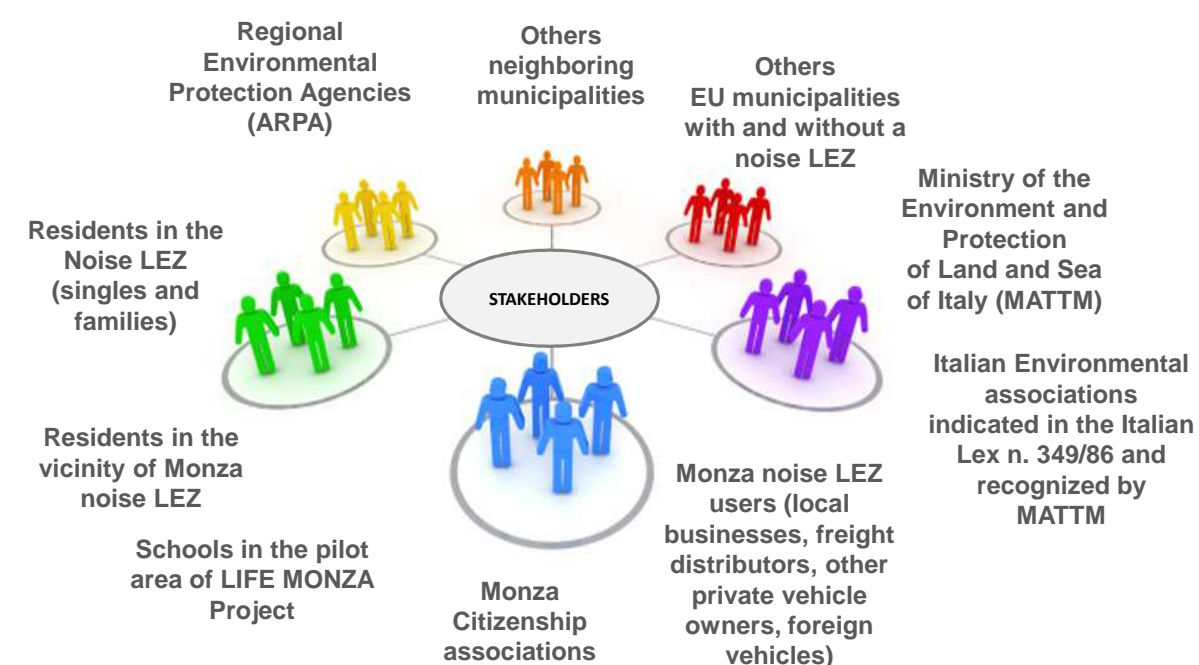 Regional
Environmental
Protection Agencies
(ARPA)
Others
neighboring
municipalities
Others
EU municipalities
with and without a
noise LEZ
Ministry of the
Environment and
Protection
of Land and Sea
of Italy (MATTM)
Residents in the
Noise LEZ
(singles and
families)
STAKEHOLDERS
Italian Environmental
associations
indicated in the Italian
Lex n. 349/86 and
recognized by
MATTM
Residents in the
vicinity of Monza
noise LEZ
Schools in the pilot
area of LIFE MONZA
Project
Monza
Citizenship
associations
Monza noise LEZ
users (local
businesses, freight
distributors, other
private vehicle
owners, foreign
vehicles)